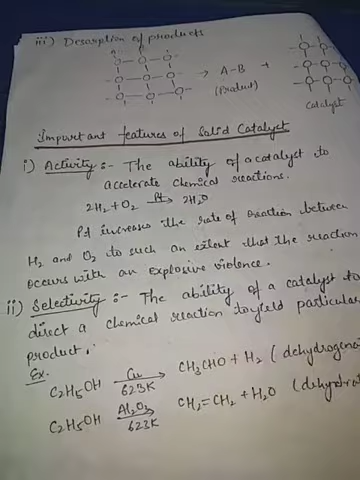 iii) Desorption of products
→ A-B +
(Product)
Catalyst
Important features of Solid Catalyst
i) Activity :- The ability of a catalyst to
accelerate chemical reactions.
2H₂ + O₂ Pt→ 2H₂O
Pt increases the rate of reaction between
H₂ and O₂ to such an extent that the reaction
occurs with an explosive violence.
ii) Selectivity :- The ability of a catalyst to
direct a chemical reaction to yield particular
product.
Ex.
C₂H₅OH Cu→ 623K CH₃CHO + H₂ (dehydrogenat
C₂H₅OH Al₂O₃→ 623K CH₂=CH₂ + H₂O (dehydrat